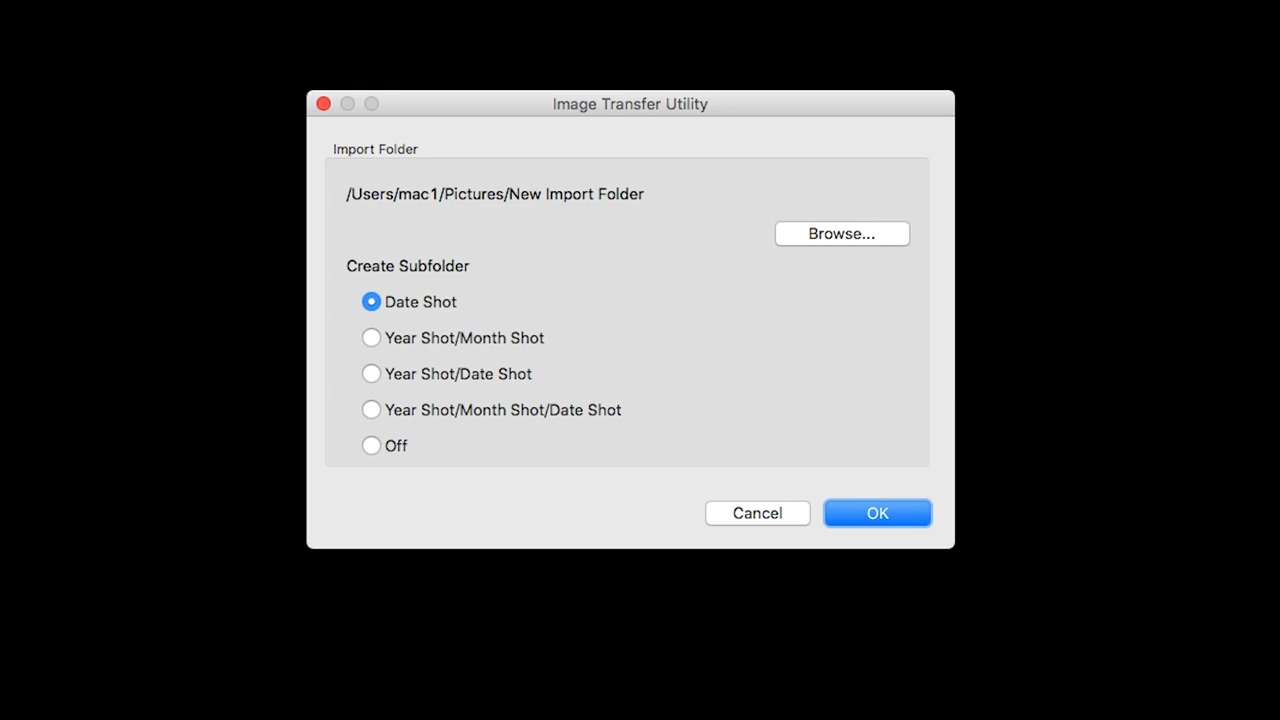 Image Transfer Utility
Import Folder
/Users/mac1/Pictures/New Import Folder
Browse...
Create Subfolder
Date Shot
Year Shot/Month Shot
Year Shot/Date Shot
Year Shot/Month Shot/Date Shot
Off
Cancel
OK